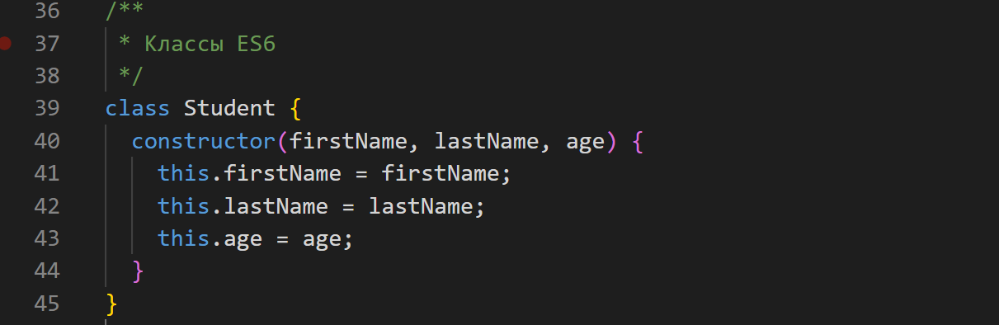 36 /**
37 * Классы ES6
38 */
39 class Student {
40 constructor(firstName, lastName, age) {
41 this.firstName = firstName;
42 this.lastName = lastName;
43 this.age = age;
44 }
45 }